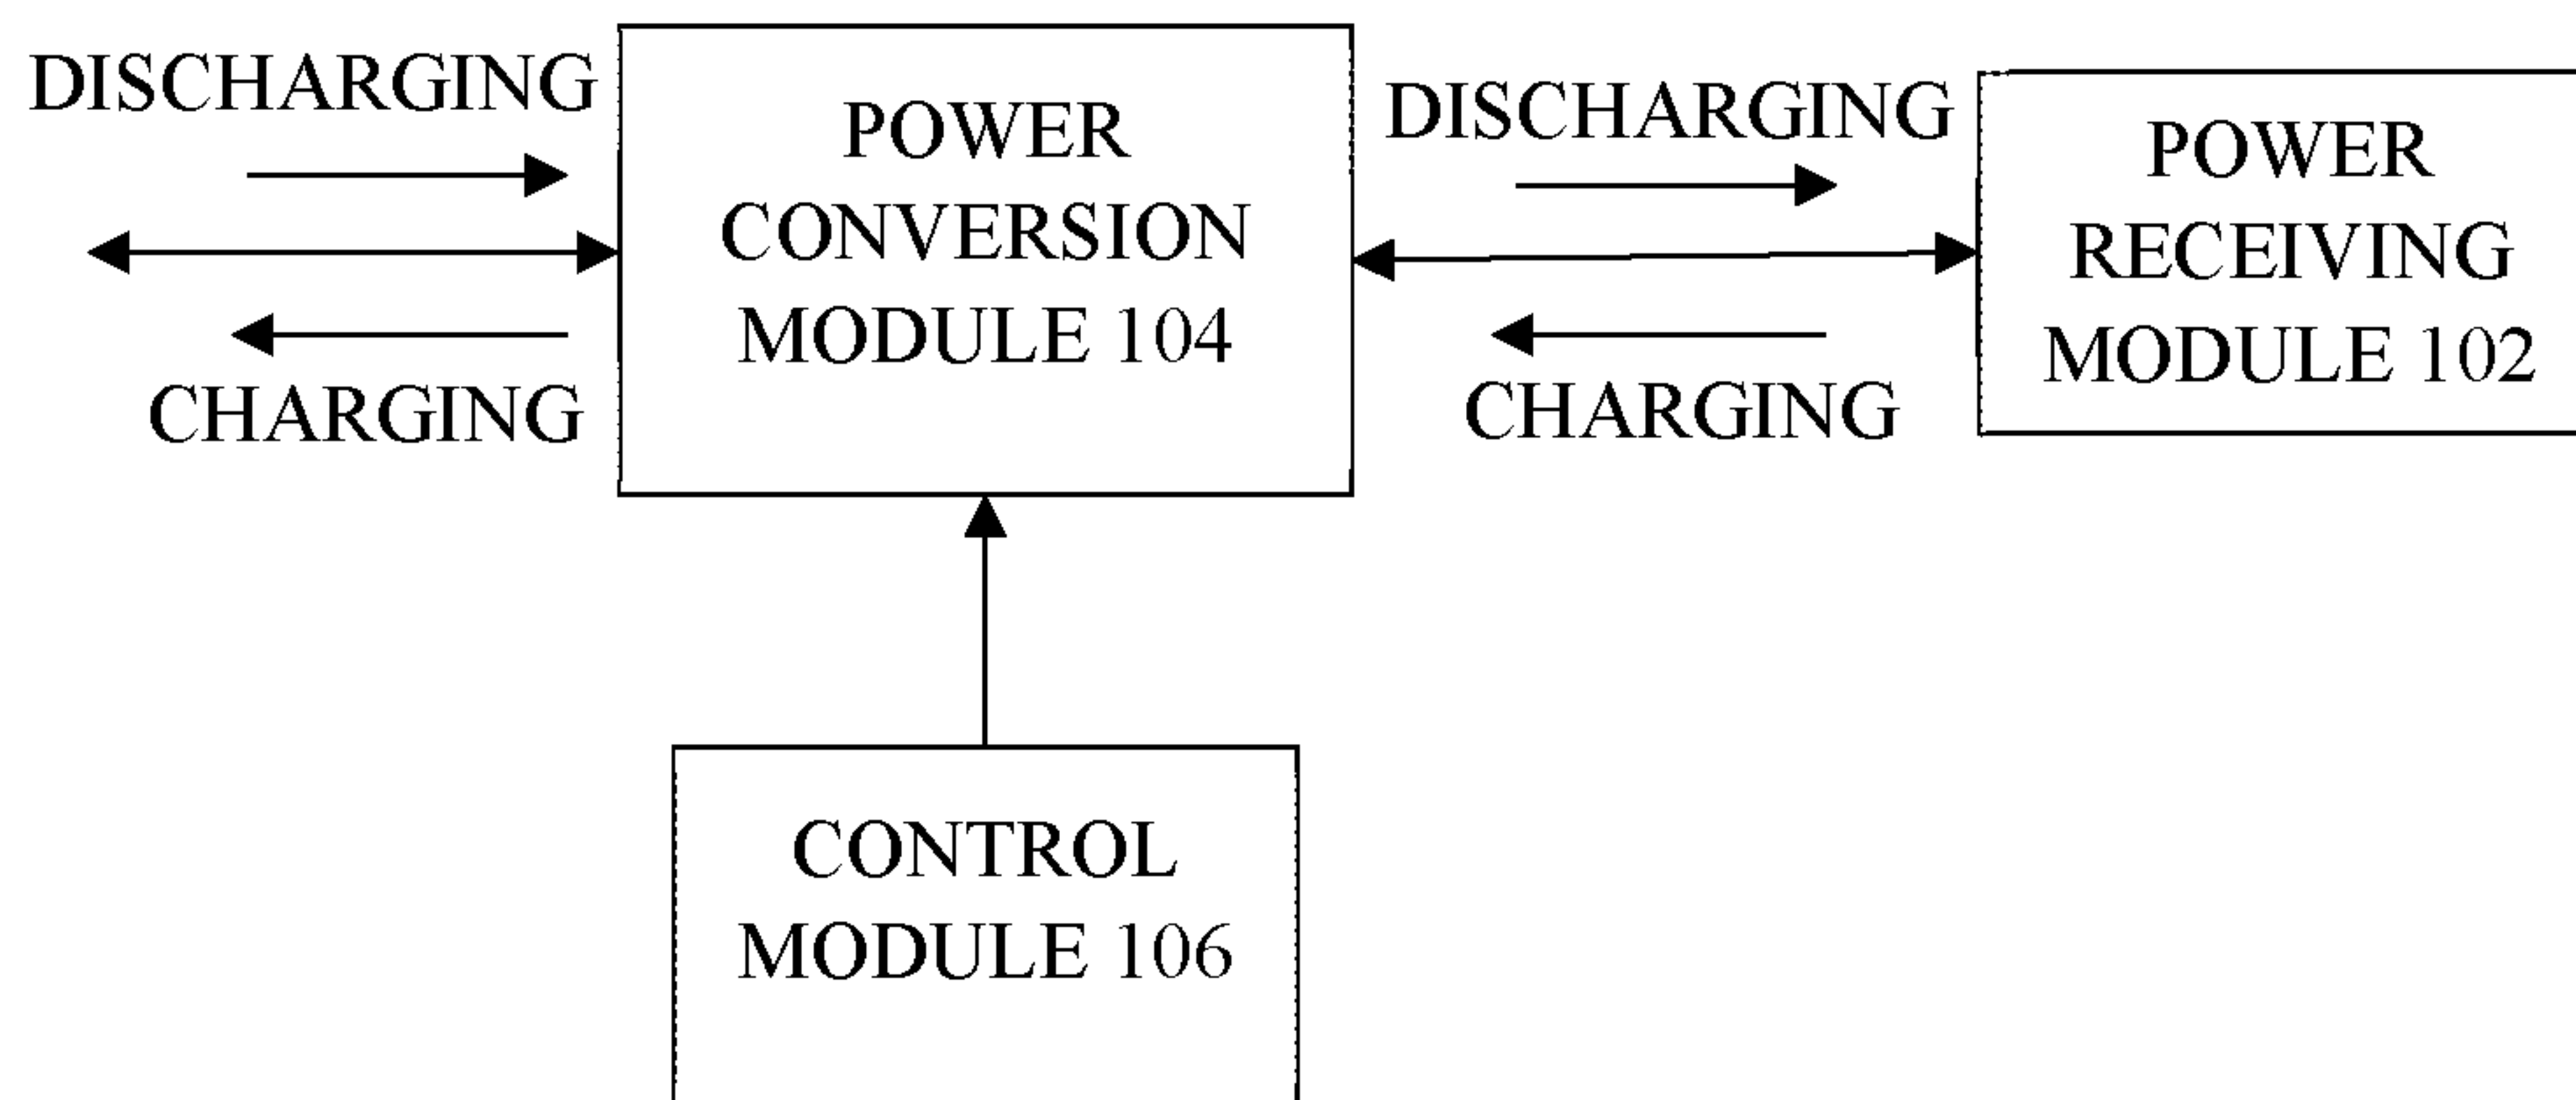 DISCHARGING
CHARGING
POWER
CONVERSION
MODULE 104
DISCHARGING
CHARGING
POWER
RECEIVING
MODULE 102
CONTROL
MODULE 106